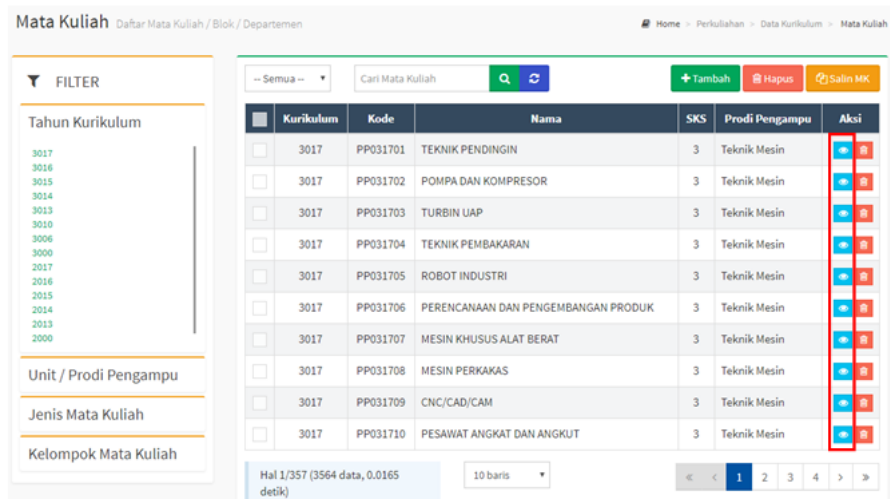 Mata Kuliah Daftar Mata Kuliah / Blok / Departemen
Home > Perkuliahan > Data Kurikulum > Mata Kuliah
FILTER
Tahun Kurikulum
3017
3016
3015
3014
3013
3010
3006
3000
2017
2016
2015
2014
2013
2000
Unit / Prodi Pengampu
Jenis Mata Kuliah
Kelompok Mata Kuliah
-- Semua -- Cari Mata Kuliah Tambah Hapus Salin MK
Kurikulum Kode Nama SKS Prodi Pengampu Aksi
3017 PP031701 TEKNIK PENDINGIN 3 Teknik Mesin
3017 PP031702 POMPA DAN KOMPRESOR 3 Teknik Mesin
3017 PP031703 TURBIN UAP 3 Teknik Mesin
3017 PP031704 TEKNIK PEMBAKARAN 3 Teknik Mesin
3017 PP031705 ROBOT INDUSTRI 3 Teknik Mesin
3017 PP031706 PERENCANAAN DAN PENGEMBANGAN PRODUK 3 Teknik Mesin
3017 PP031707 MESIN KHUSUS ALAT BERAT 3 Teknik Mesin
3017 PP031708 MESIN PERKAKAS 3 Teknik Mesin
3017 PP031709 CNC/CAD/CAM 3 Teknik Mesin
3017 PP031710 PESAWAT ANGKAT DAN ANGKUT 3 Teknik Mesin
Hal 1/357 (3564 data, 0.0165
detik)
10 baris
« < 1 2 3 4 > »